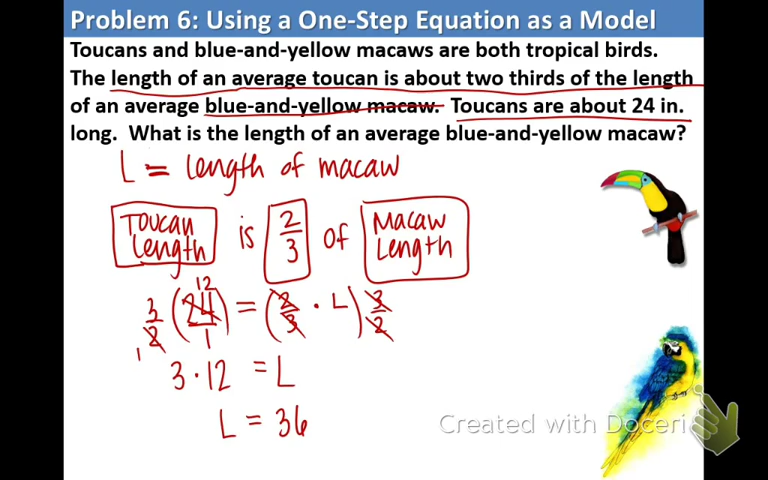 Problem 6: Using a One-Step Equation as a Model
Toucans and blue-and-yellow macaws are both tropical birds.
The length of an average toucan is about two thirds of the length
of an average blue-and-yellow macaw. Toucans are about 24 in.
long. What is the length of an average blue-and-yellow macaw?
L = length of macaw
Toucan Length is 2/3 of Macaw Length
12
3/2 (24/1) = (2/3 · L) 3/2
1
3 · 12 = L
L = 36
Created with Doceri